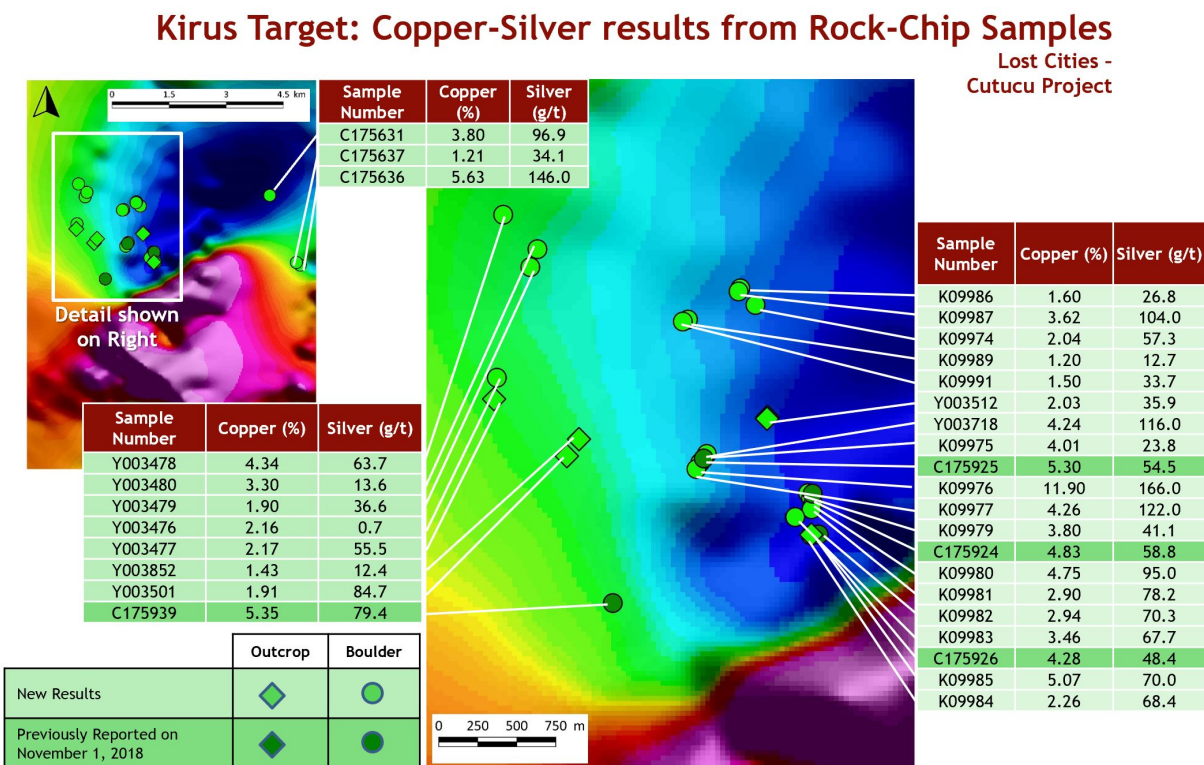 Kirus Target: Copper-Silver results from Rock-Chip Samples
Lost Cities -
Cutucu Project
0 1.5 3 4.5 km
Sample Number Copper (%) Silver (g/t)
C175631 3.80 96.9
C175637 1.21 34.1
C175636 5.63 146.0
Detail shown
on Right
Sample Number Copper (%) Silver (g/t)
Y003478 4.34 63.7
Y003480 3.30 13.6
Y003479 1.90 36.6
Y003476 2.16 0.7
Y003477 2.17 55.5
Y003852 1.43 12.4
Y003501 1.91 84.7
C175939 5.35 79.4
Outcrop Boulder
New Results
Previously Reported on
November 1, 2018
0 250 500 750 m
Sample Number Copper (%) Silver (g/t)
K09986 1.60 26.8
K09987 3.62 104.0
K09974 2.04 57.3
K09989 1.20 12.7
K09991 1.50 33.7
Y003512 2.03 35.9
Y003718 4.24 116.0
K09975 4.01 23.8
C175925 5.30 54.5
K09976 11.90 166.0
K09977 4.26 122.0
K09979 3.80 41.1
C175924 4.83 58.8
K09980 4.75 95.0
K09981 2.90 78.2
K09982 2.94 70.3
K09983 3.46 67.7
C175926 4.28 48.4
K09985 5.07 70.0
K09984 2.26 68.4